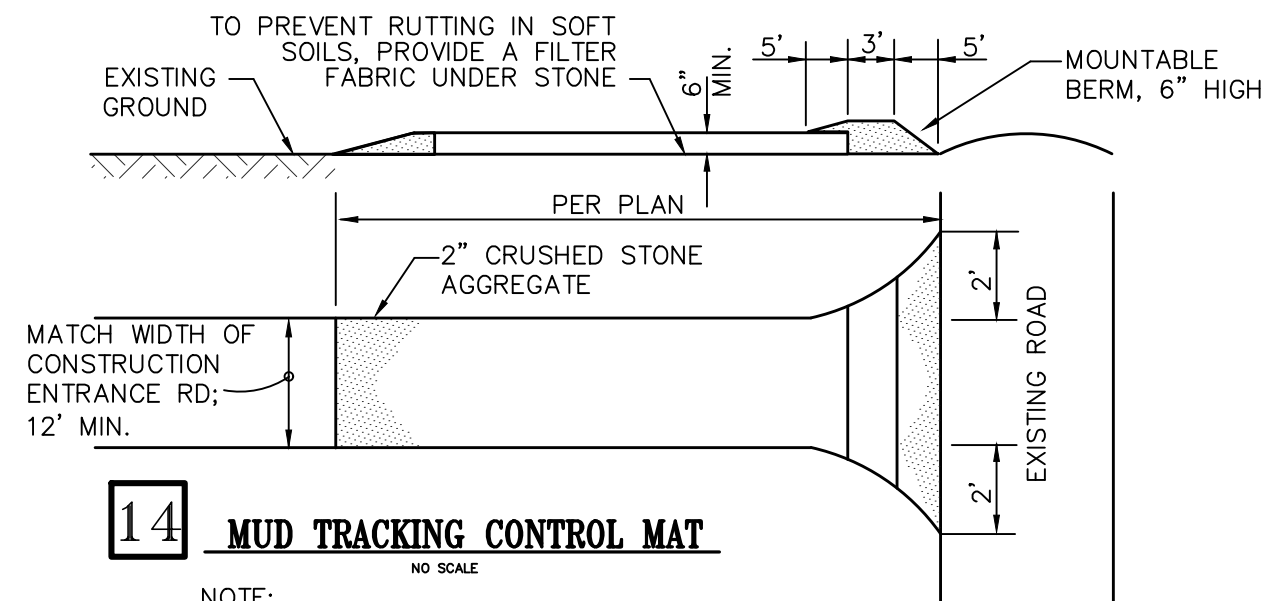 TO PREVENT RUTTING IN SOFT
SOILS, PROVIDE A FILTER
FABRIC UNDER STONE
EXISTING
GROUND
6”
MIN.
5’
3’
5’
MOUNTABLE
BERM, 6” HIGH
PER PLAN
2” CRUSHED STONE
AGGREGATE
MATCH WIDTH OF
CONSTRUCTION
ENTRANCE RD;
12’ MIN.
2’
EXISTING ROAD
2’
14
MUD TRACKING CONTROL MAT
NO SCALE
NOTE: